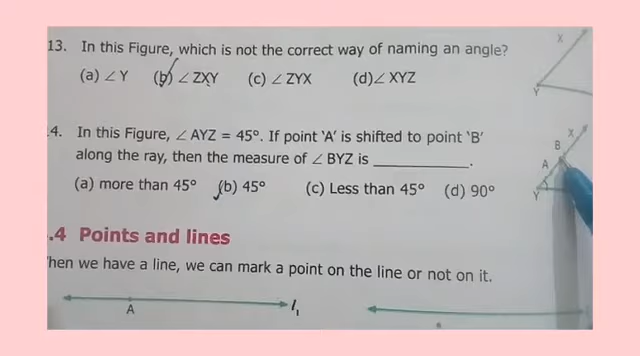 13. In this Figure, which is not the correct way of naming an angle?
(a) ∠ Y (b) ∠ ZXY (c) ∠ ZYX (d)∠ XYZ
X
Y
4. In this Figure, ∠ AYZ = 45°. If point 'A' is shifted to point 'B'
along the ray, then the measure of ∠ BYZ is ____________.
X
B
A
Y
(a) more than 45° (b) 45° (c) Less than 45° (d) 90°
.4 Points and lines
hen we have a line, we can mark a point on the line or not on it.
A
l₁